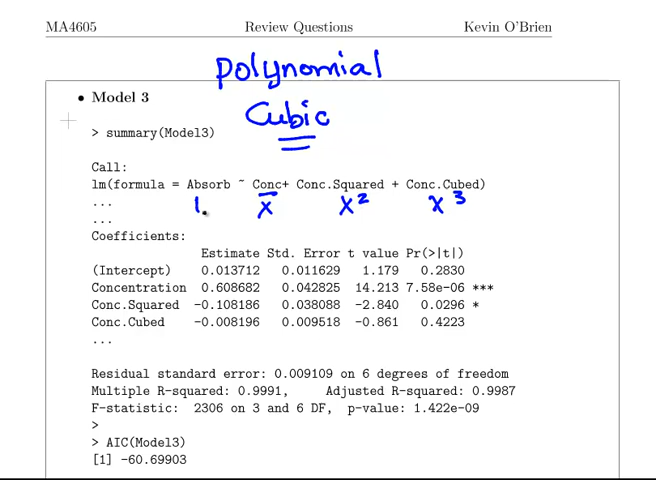 MA4605 Review Questions Kevin O'Brien
Polynomial
• Model 3
Cubic
> summary(Model3)
Call:
lm(formula = Absorb ~ Conc+ Conc.Squared + Conc.Cubed)
... 1. X X² X³
...
Coefficients:
Estimate Std. Error t value Pr(>|t|)
(Intercept) 0.013712 0.011629 1.179 0.2830
Concentration 0.608682 0.042825 14.213 7.58e-06 ***
Conc.Squared -0.108186 0.038088 -2.840 0.0296 *
Conc.Cubed -0.008196 0.009518 -0.861 0.4223
...
Residual standard error: 0.009109 on 6 degrees of freedom
Multiple R-squared: 0.9991, Adjusted R-squared: 0.9987
F-statistic: 2306 on 3 and 6 DF, p-value: 1.422e-09
>
> AIC(Model3)
[1] -60.69903